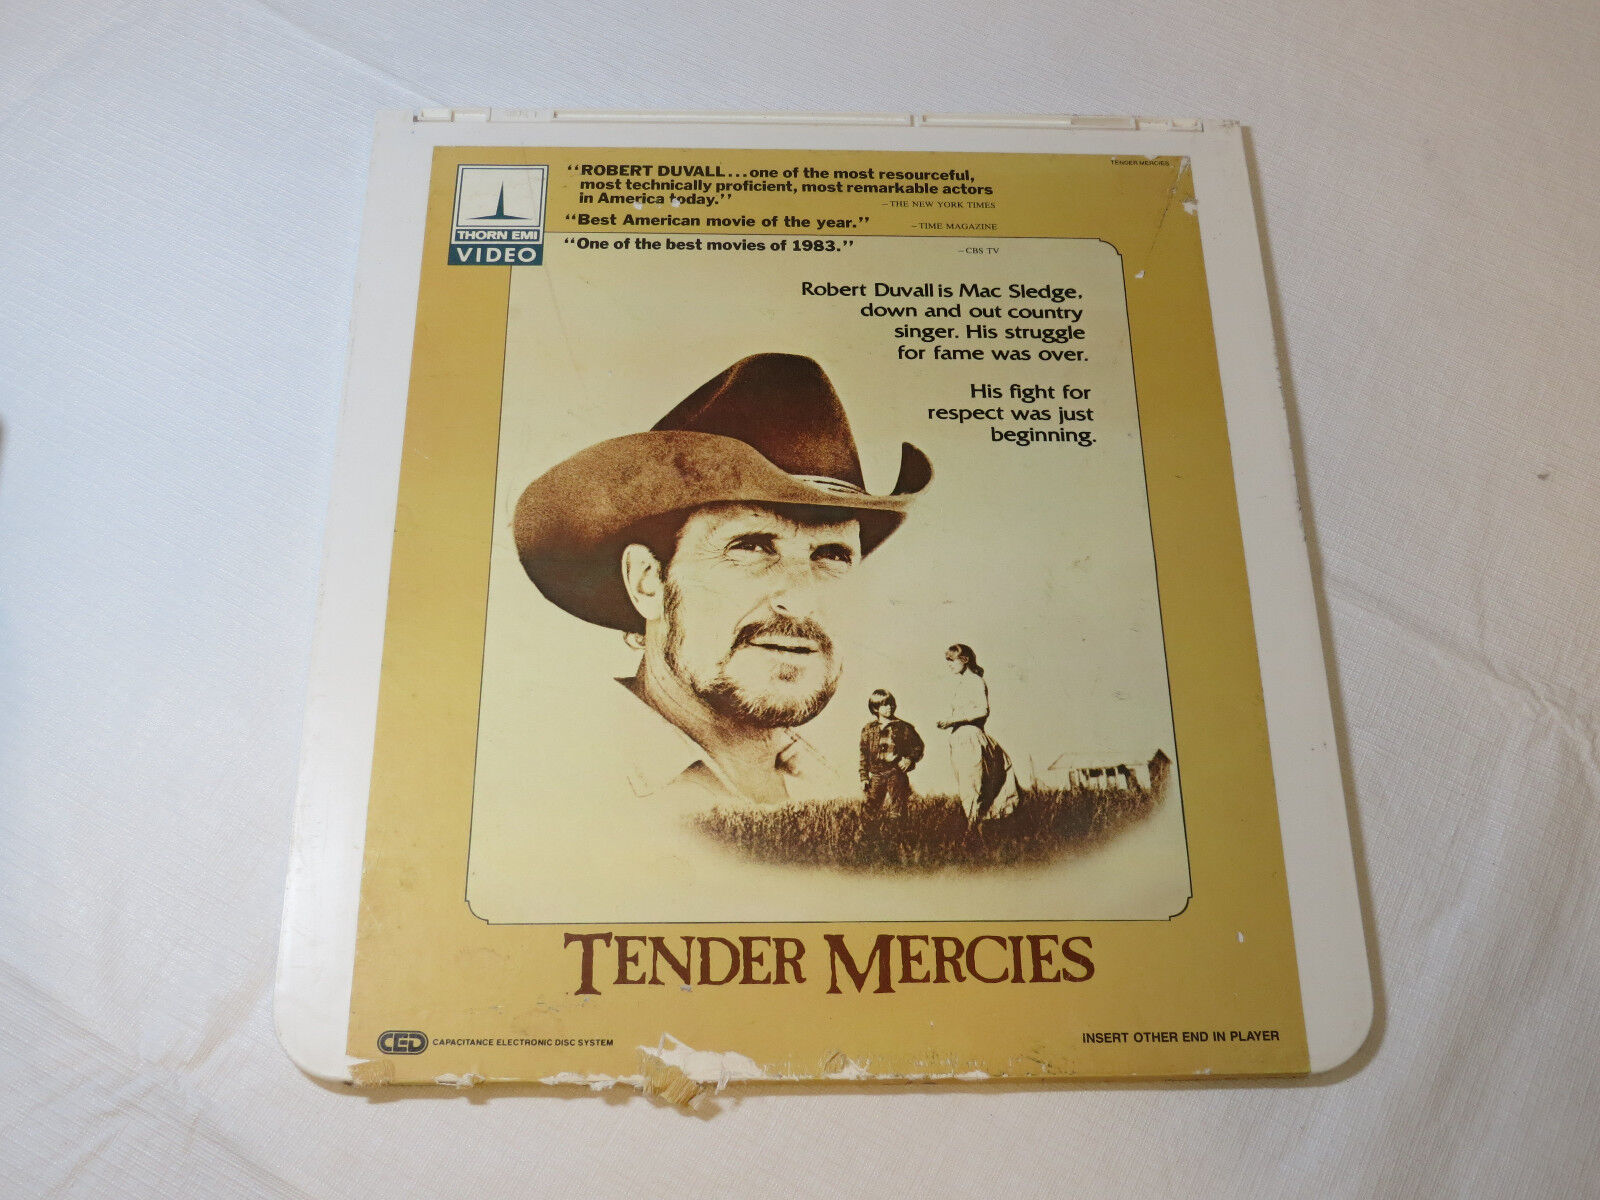 TENDER MERCIES
"ROBERT DUVALL...one of the most resourceful,
most technically proficient, most remarkable actors
in America today."
—THE NEW YORK TIMES
"Best American movie of the year."
—TIME MAGAZINE
"One of the best movies of 1983."
—CBS TV
THORN EMI
VIDEO
Robert Duvall is Mac Sledge,
down and out country
singer. His struggle
for fame was over.
His fight for
respect was just
beginning.
TENDER MERCIES
CED CAPACITANCE ELECTRONIC DISC SYSTEM
INSERT OTHER END IN PLAYER